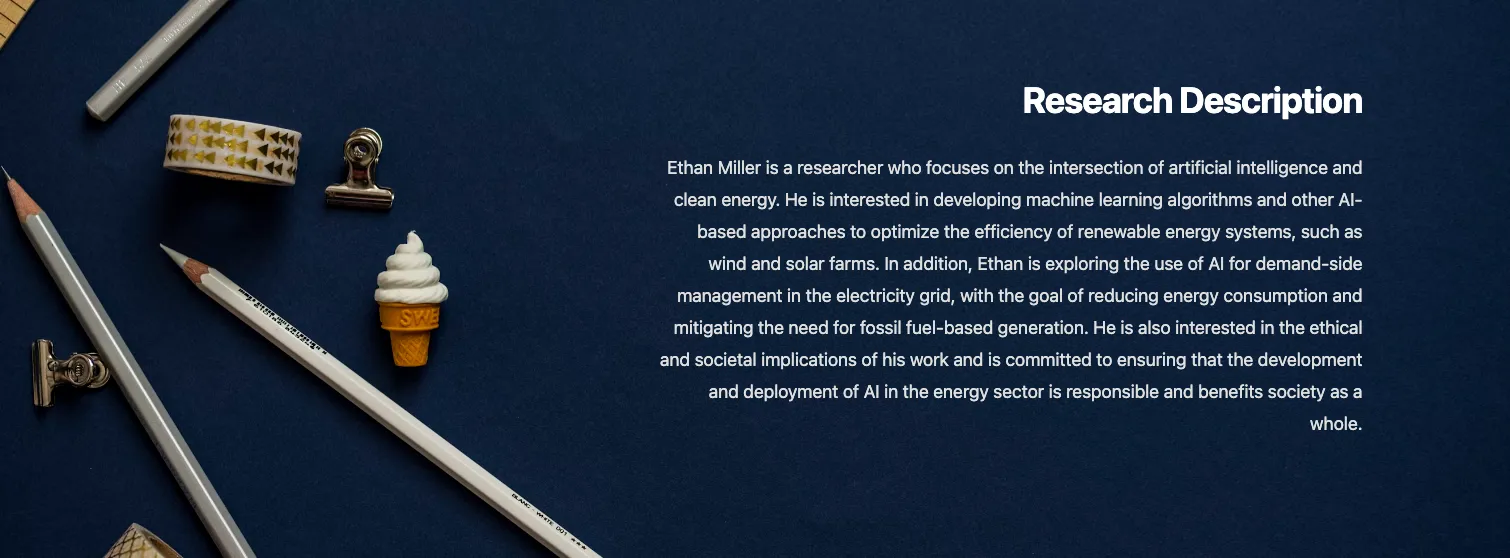 Research Description
Ethan Miller is a researcher who focuses on the intersection of artificial intelligence and
clean energy. He is interested in developing machine learning algorithms and other AI-
based approaches to optimize the efficiency of renewable energy systems, such as
wind and solar farms. In addition, Ethan is exploring the use of AI for demand-side
management in the electricity grid, with the goal of reducing energy consumption and
mitigating the need for fossil fuel-based generation. He is also interested in the ethical
and societal implications of his work and is committed to ensuring that the development
and deployment of AI in the energy sector is responsible and benefits society as a
whole.
SWE
BLANC - WHITE 001 ★★★